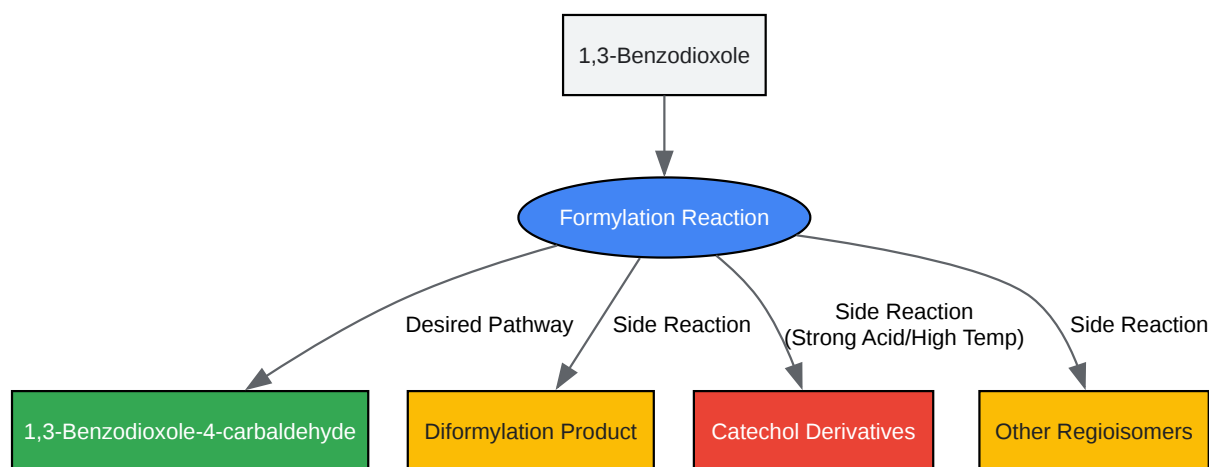 1,3-Benzodioxole
Formylation Reaction
Desired Pathway
Side Reaction
Side Reaction
(Strong Acid/High Temp)
Side Reaction
1,3-Benzodioxole-4-carbaldehyde
Diformylation Product
Catechol Derivatives
Other Regioisomers